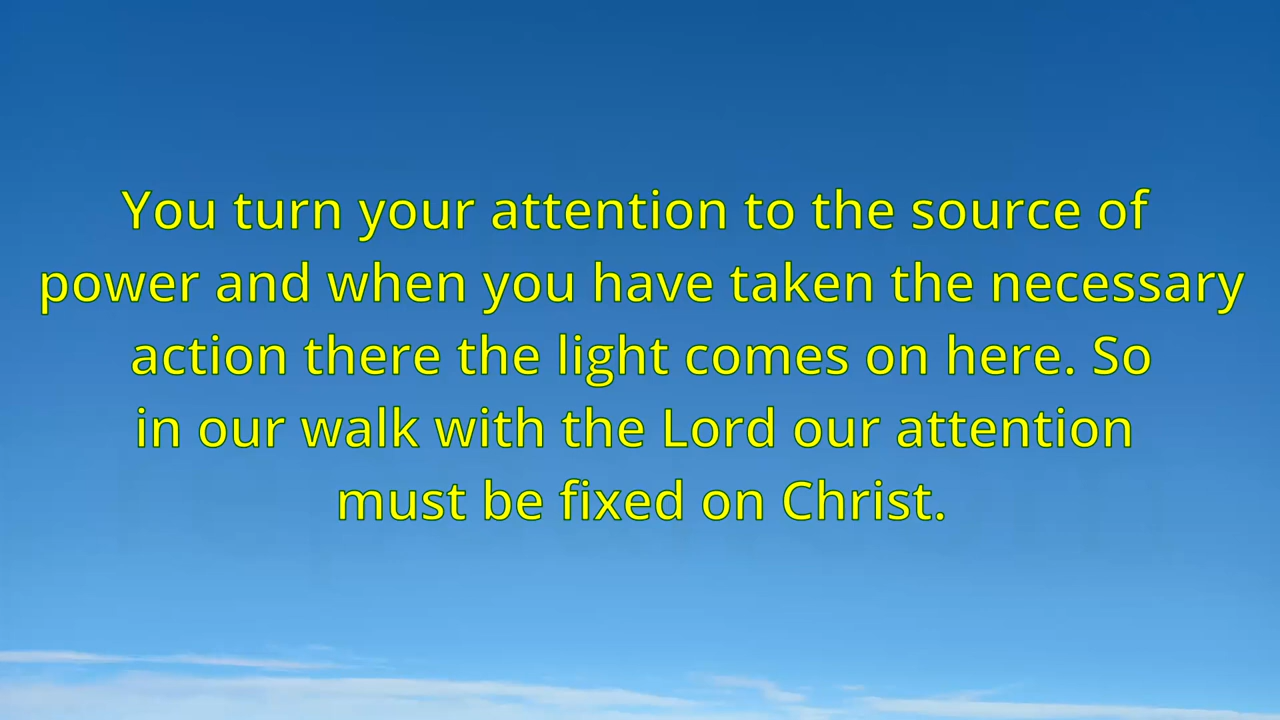 You turn your attention to the source of
power and when you have taken the necessary
action there the light comes on here. So
in our walk with the Lord our attention
must be fixed on Christ.